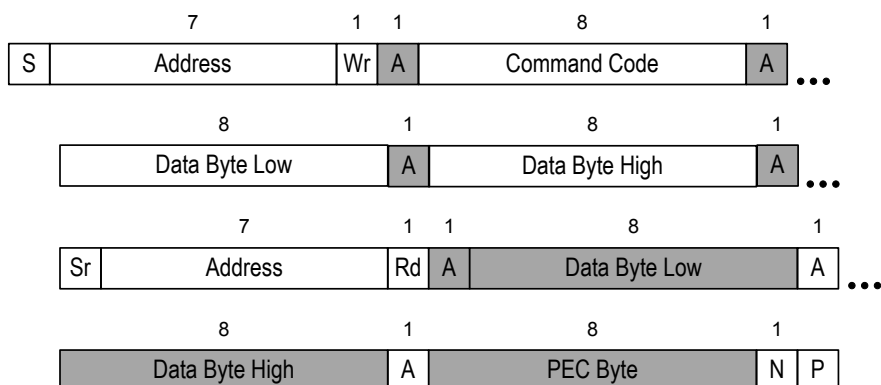 7 1 1 8 1
S Address Wr A Command Code A ...
8 1 8 1
Data Byte Low A Data Byte High A ...
7 1 1 8 1
Sr Address Rd A Data Byte Low A ...
8 1 8 1
Data Byte High A PEC Byte N P